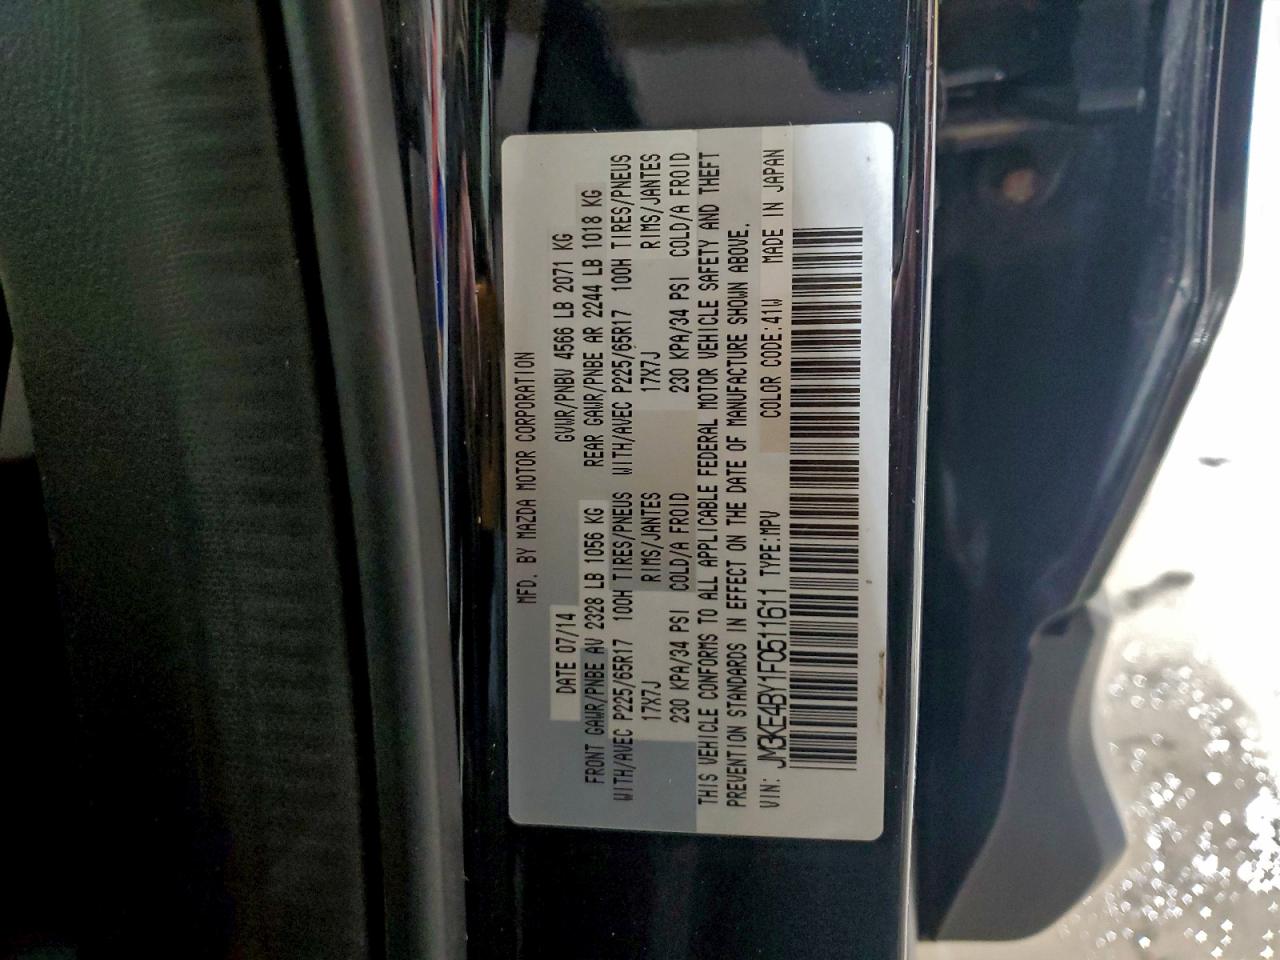 MFD. BY MAZDA MOTOR CORPORATION
DATE 07/14 GVWR/PNBV 4566 LB 2071 KG
FRONT GAWR/PNBE AV 2328 LB 1056 KG REAR GAWR/PNBE AR 2244 LB 1018 KG
WITH/AVEC P225/65R17 100H TIRES/PNEUS WITH/AVEC P225/65R17 100H TIRES/PNEUS
17X7J RIMS/JANTES 17X7J RIMS/JANTES
230 KPA/34 PSI COLD/A FROID 230 KPA/34 PSI COLD/A FROID
THIS VEHICLE CONFORMS TO ALL APPLICABLE FEDERAL MOTOR VEHICLE SAFETY AND THEFT
PREVENTION STANDARDS IN EFFECT ON THE DATE OF MANUFACTURE SHOWN ABOVE.
VIN: JM3KE4BY1F0511611 TYPE:MPV COLOR CODE:41W MADE IN JAPAN